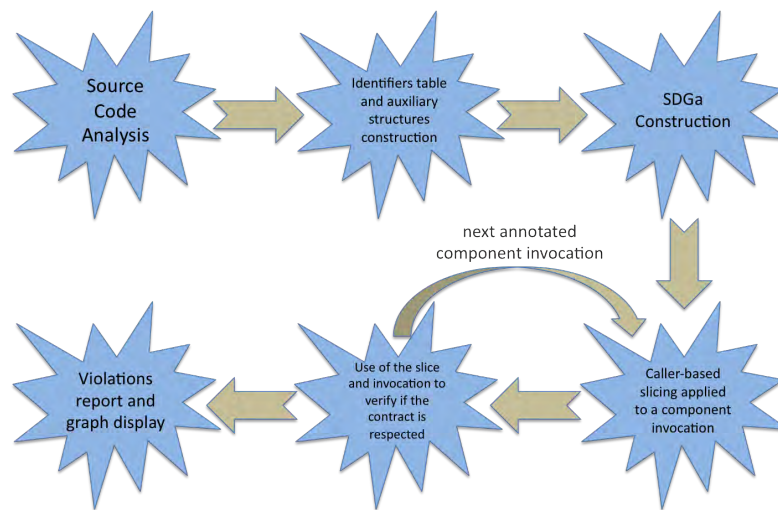 Source
Code
Analysis
Identifiers table
and auxiliary
structures
construction
SDGa
Construction
next annotated
component invocation
Violations
report and
graph display
Use of the slice
and invocation to
verify if the
contract is
respected
Caller-based
slicing applied
to a component
invocation